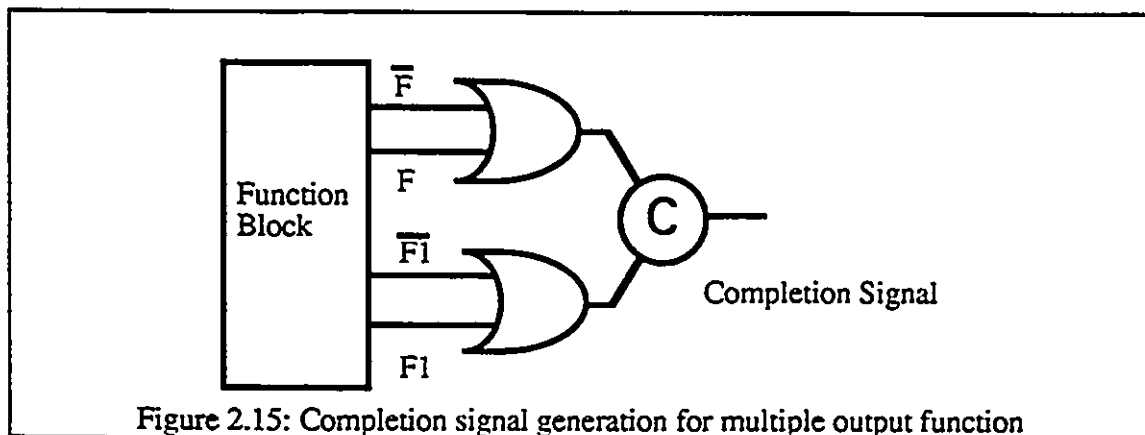 F̅
F
Function
Block
F̅1̅
F1
C
Completion Signal
Figure 2.15: Completion signal generation for multiple output function